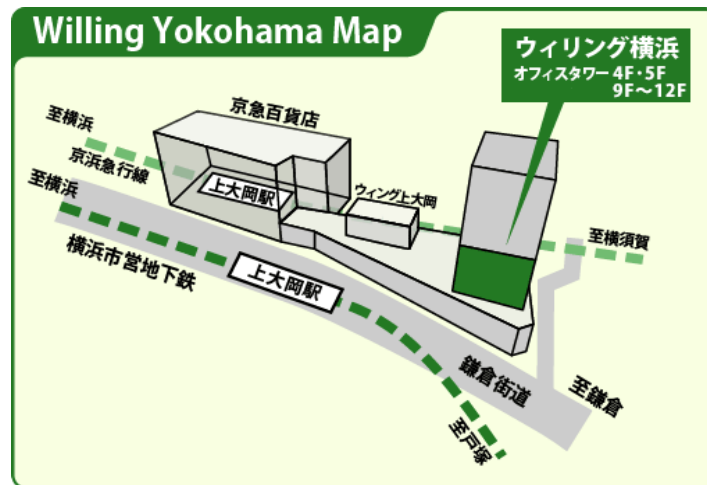 Willing Yokohama Map
ウィリング横浜
オフィスタワー 4F・5F
9F～12F
京急百貨店
至横浜
京浜急行線
上大岡駅
ウィング上大岡
至横須賀
至横浜
横浜市営地下鉄
上大岡駅
鎌倉街道
至鎌倉
至戸塚